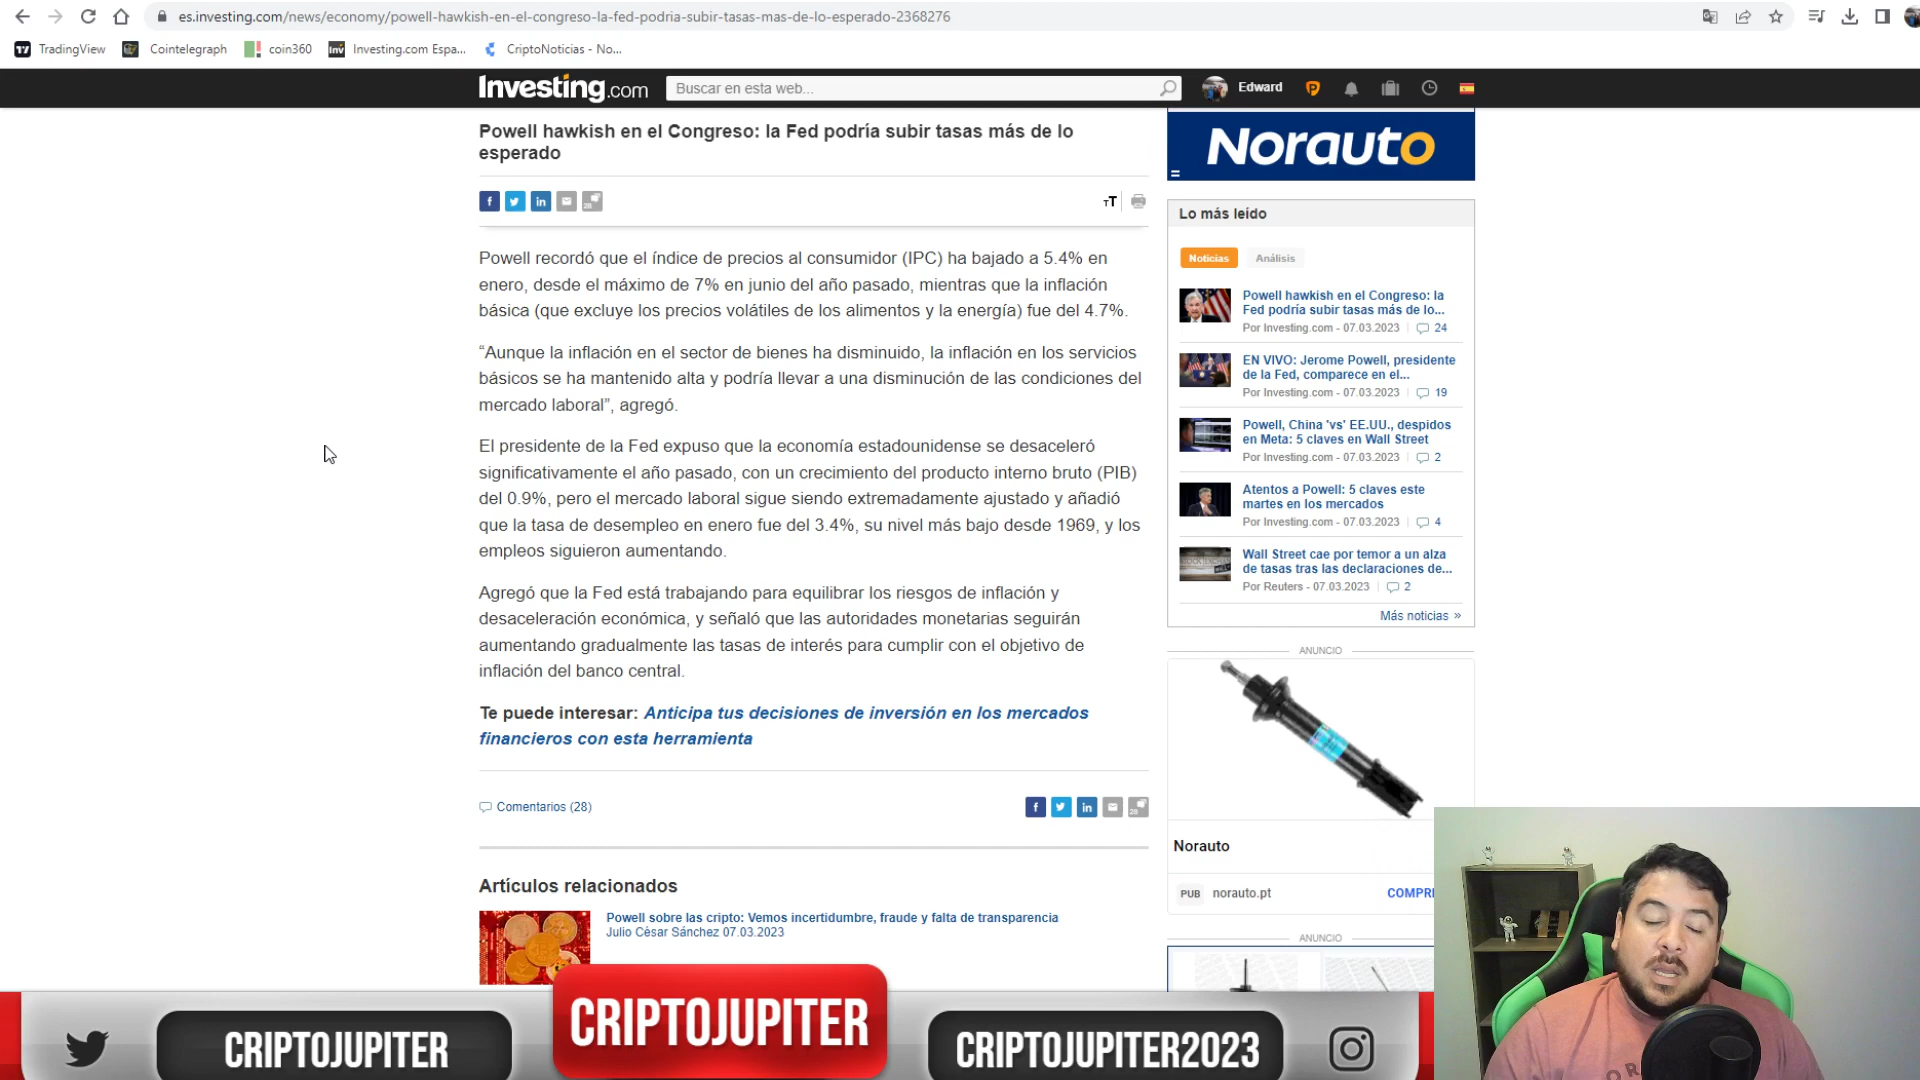 es.investing.com/news/economy/powell-hawkish-en-el-congreso-la-fed-podria-subir-tasas-mas-de-lo-esperado-2368276
TradingView
Cointelegraph
coin360
Inv
Investing.com Espa...
CriptoNoticias - No...
Investing.com
Buscar en esta web...
Edward
Powell hawkish en el Congreso: la Fed podría subir tasas más de lo
esperado
Powell recordó que el índice de precios al consumidor (IPC) ha bajado a 5.4% en
enero, desde el máximo de 7% en junio del año pasado, mientras que la inflación
básica (que excluye los precios volátiles de los alimentos y la energía) fue del 4.7%.
“Aunque la inflación en el sector de bienes ha disminuido, la inflación en los servicios
básicos se ha mantenido alta y podría llevar a una disminución de las condiciones del
mercado laboral”, agregó.
El presidente de la Fed expuso que la economía estadounidense se desaceleró
significativamente el año pasado, con un crecimiento del producto interno bruto (PIB)
del 0.9%, pero el mercado laboral sigue siendo extremadamente ajustado y añadió
que la tasa de desempleo en enero fue del 3.4%, su nivel más bajo desde 1969, y los
empleos siguieron aumentando.
Agregó que la Fed está trabajando para equilibrar los riesgos de inflación y
desaceleración económica, y señaló que las autoridades monetarias seguirán
aumentando gradualmente las tasas de interés para cumplir con el objetivo de
inflación del banco central.
Te puede interesar: Anticipa tus decisiones de inversión en los mercados
financieros con esta herramienta
Comentarios (28)
Artículos relacionados
Powell sobre las cripto: Vemos incertidumbre, fraude y falta de transparencia
Julio César Sánchez 07.03.2023
Norauto
Lo más leído
Noticias
Análisis
Powell hawkish en el Congreso: la
Fed podría subir tasas más de lo...
Por Investing.com - 07.03.2023 24
EN VIVO: Jerome Powell, presidente
de la Fed, comparece en el...
Por Investing.com - 07.03.2023 19
Powell, China 'vs' EE.UU., despidos
en Meta: 5 claves en Wall Street
Por Investing.com - 07.03.2023 2
Atentos a Powell: 5 claves este
martes en los mercados
Por Investing.com - 07.03.2023 4
Wall Street cae por temor a un alza
de tasas tras las declaraciones de...
Por Reuters - 07.03.2023 2
Más noticias »
ANUNCIO
Norauto
PUB norauto.pt
COMPR
ANUNCIO
CRIPTOJUPITER
CRIPTOJUPITER
CRIPTOJUPITER2023